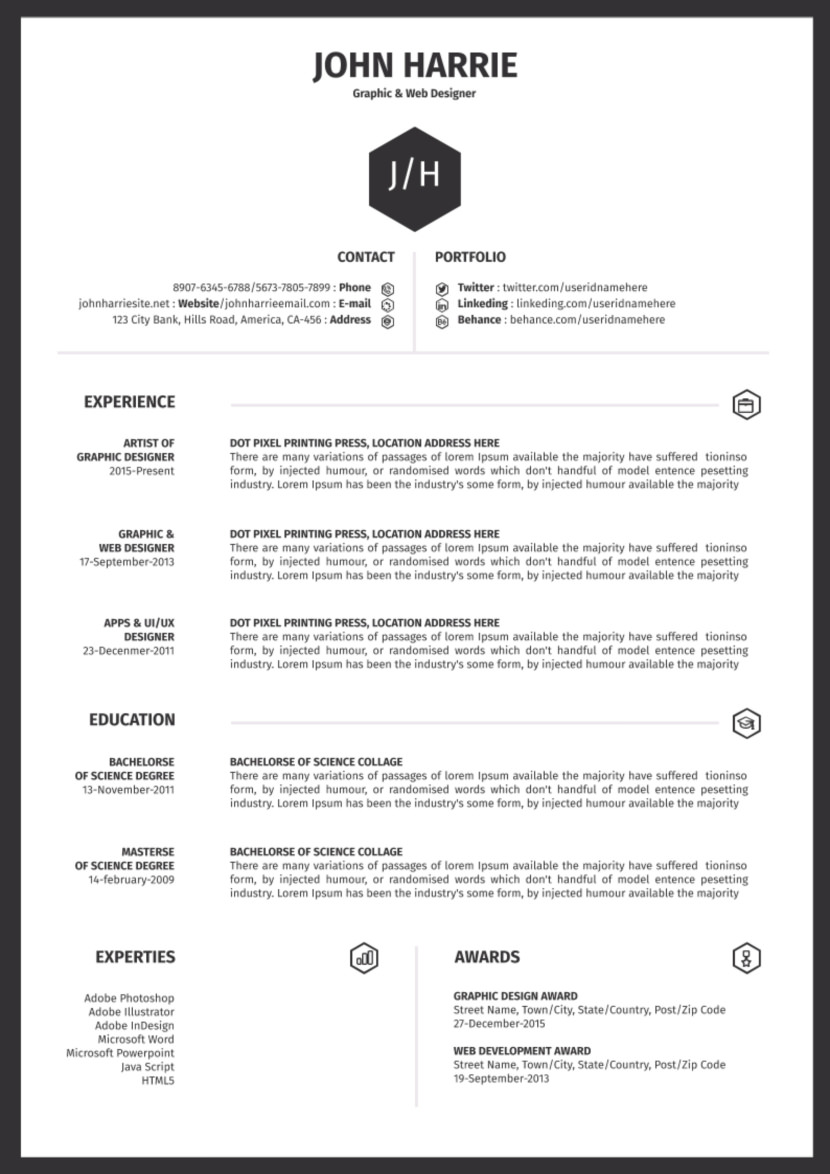 JOHN HARRIE
Graphic & Web Designer
J/H
CONTACT
8907-6345-6788/5673-7805-7899 : Phone
johnharriesite.net : Website/johnharrieemail.com : E-mail
123 City Bank, Hills Road, America, CA-456 : Address
PORTFOLIO
Twitter : twitter.com/useridnamehere
Linkeding : linkeding.com/useridnamehere
Behance : behance.com/useridnamehere
EXPERIENCE
ARTIST OF
GRAPHIC DESIGNER
2015-Present
DOT PIXEL PRINTING PRESS, LOCATION ADDRESS HERE
There are many variations of passages of lorem Ipsum available the majority have suffered tioninso
form, by injected humour, or randomised words which don't handful of model entence pesetting
industry. Lorem Ipsum has been the industry's some form, by injected humour available the majority
GRAPHIC &
WEB DESIGNER
17-September-2013
DOT PIXEL PRINTING PRESS, LOCATION ADDRESS HERE
There are many variations of passages of lorem Ipsum available the majority have suffered tioninso
form, by injected humour, or randomised words which don't handful of model entence pesetting
industry. Lorem Ipsum has been the industry's some form, by injected humour available the majority
APPS & UI/UX
DESIGNER
23-Decenmer-2011
DOT PIXEL PRINTING PRESS, LOCATION ADDRESS HERE
There are many variations of passages of lorem Ipsum available the majority have suffered tioninso
form, by injected humour, or randomised words which don't handful of model entence pesetting
industry. Lorem Ipsum has been the industry's some form, by injected humour available the majority
EDUCATION
BACHELORSE
OF SCIENCE DEGREE
13-November-2011
BACHELORSE OF SCIENCE COLLAGE
There are many variations of passages of lorem Ipsum available the majority have suffered tioninso
form, by injected humour, or randomised words which don't handful of model entence pesetting
industry. Lorem Ipsum has been the industry's some form, by injected humour available the majority
MASTERSE
OF SCIENCE DEGREE
14-february-2009
BACHELORSE OF SCIENCE COLLAGE
There are many variations of passages of lorem Ipsum available the majority have suffered tioninso
form, by injected humour, or randomised words which don't handful of model entence pesetting
industry. Lorem Ipsum has been the industry's some form, by injected humour available the majority
EXPERTIES
Adobe Photoshop
Adobe Illustrator
Adobe InDesign
Microsoft Word
Microsoft Powerpoint
Java Script
HTML5
AWARDS
GRAPHIC DESIGN AWARD
Street Name, Town/City, State/Country, Post/Zip Code
27-December-2015
WEB DEVELOPMENT AWARD
Street Name, Town/City, State/Country, Post/Zip Code
19-September-2013